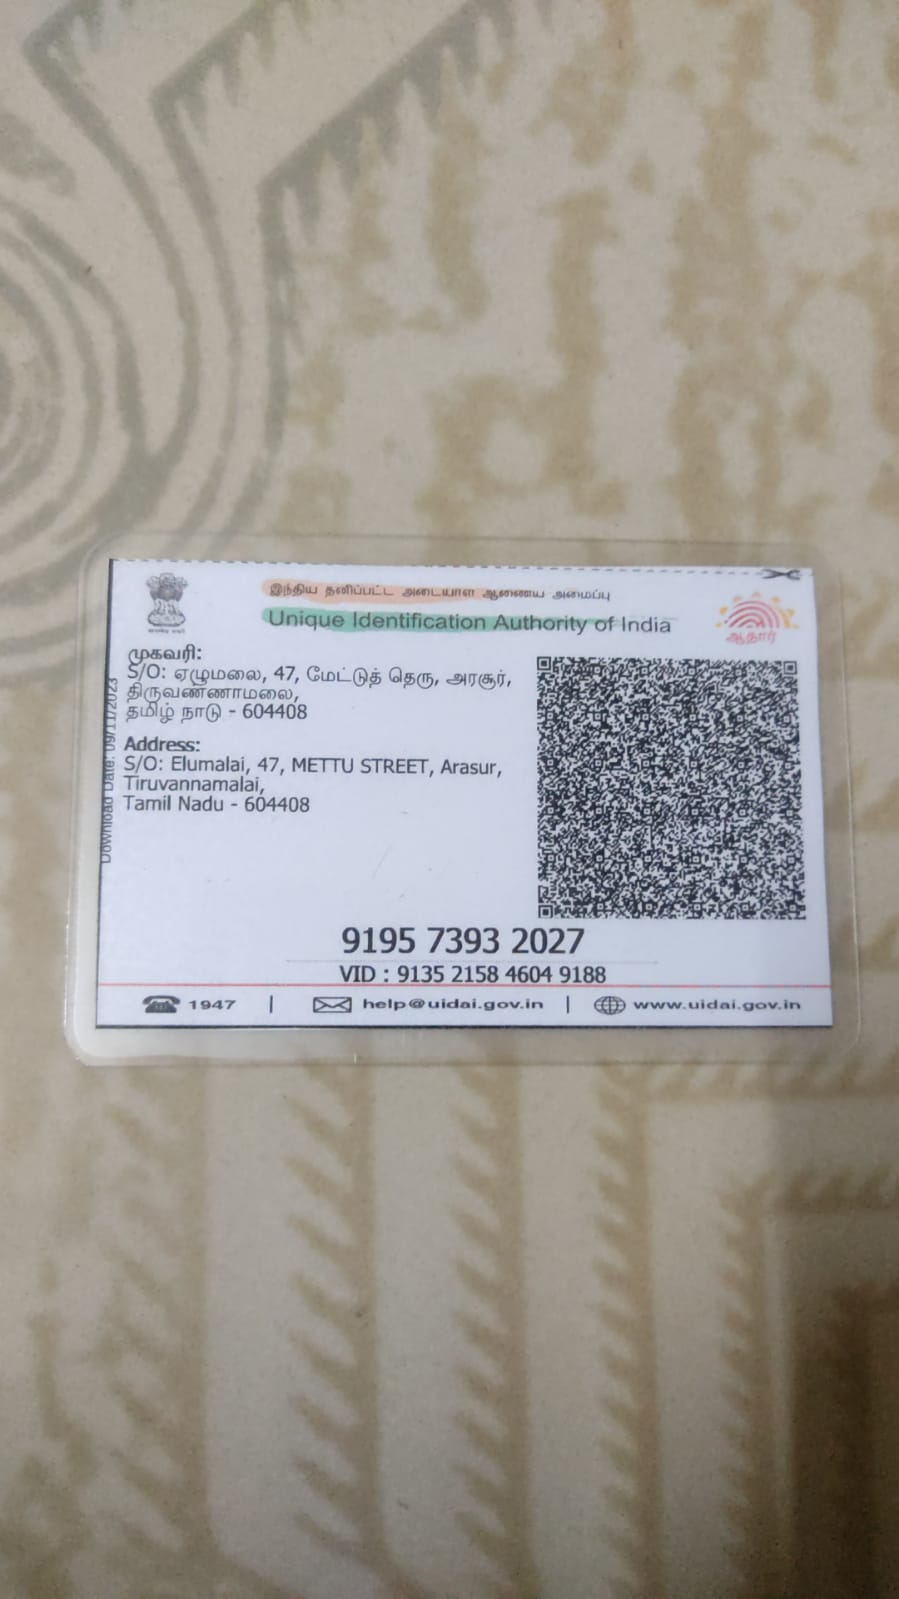 இந்திய தனிப்பட்ட அடையாள ஆணைய அமைப்பு
Unique Identification Authority of India
ஆதார்
முகவரி:
S/O: ஏழுமலை, 47, மேட்டுத் தெரு, அரசூர்,
திருவண்ணாமலை,
தமிழ் நாடு - 604408
Address:
S/O: Elumalai, 47, METTU STREET, Arasur,
Tiruvannamalai,
Tamil Nadu - 604408
Download Date: 09/11/2023
9195 7393 2027
VID : 9135 2158 4604 9188
1947 | help@uidai.gov.in | www.uidai.gov.in